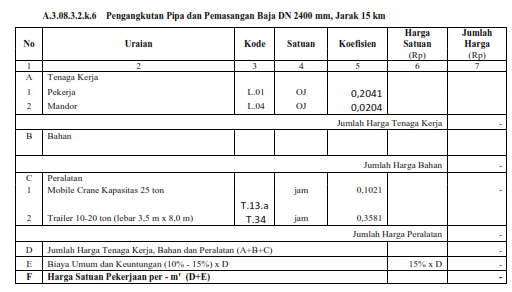 A.3.08.3.2.k.6 Pengangkutan Pipa dan Pemasangan Baja DN 2400 mm, Jarak 15 km
No Uraian Kode Satuan Koefisien Harga Satuan (Rp) Jumlah Harga (Rp)
1 2 3 4 5 6 7
A Tenaga Kerja
1 Pekerja L.01 OJ 0,2041
2 Mandor L.04 OJ 0,0204
Jumlah Harga Tenaga Kerja -
B Bahan
Jumlah Harga Bahan -
C Peralatan
1 Mobile Crane Kapasitas 25 ton T.13.a jam 0,1021 -
2 Trailer 10-20 ton (lebar 3,5 m x 8,0 m) T.34 jam 0,3581
Jumlah Harga Peralatan -
D Jumlah Harga Tenaga Kerja, Bahan dan Peralatan (A+B+C) -
E Biaya Umum dan Keuntungan (10% - 15%) x D 15% x D -
F Harga Satuan Pekerjaan per - m' (D+E) -